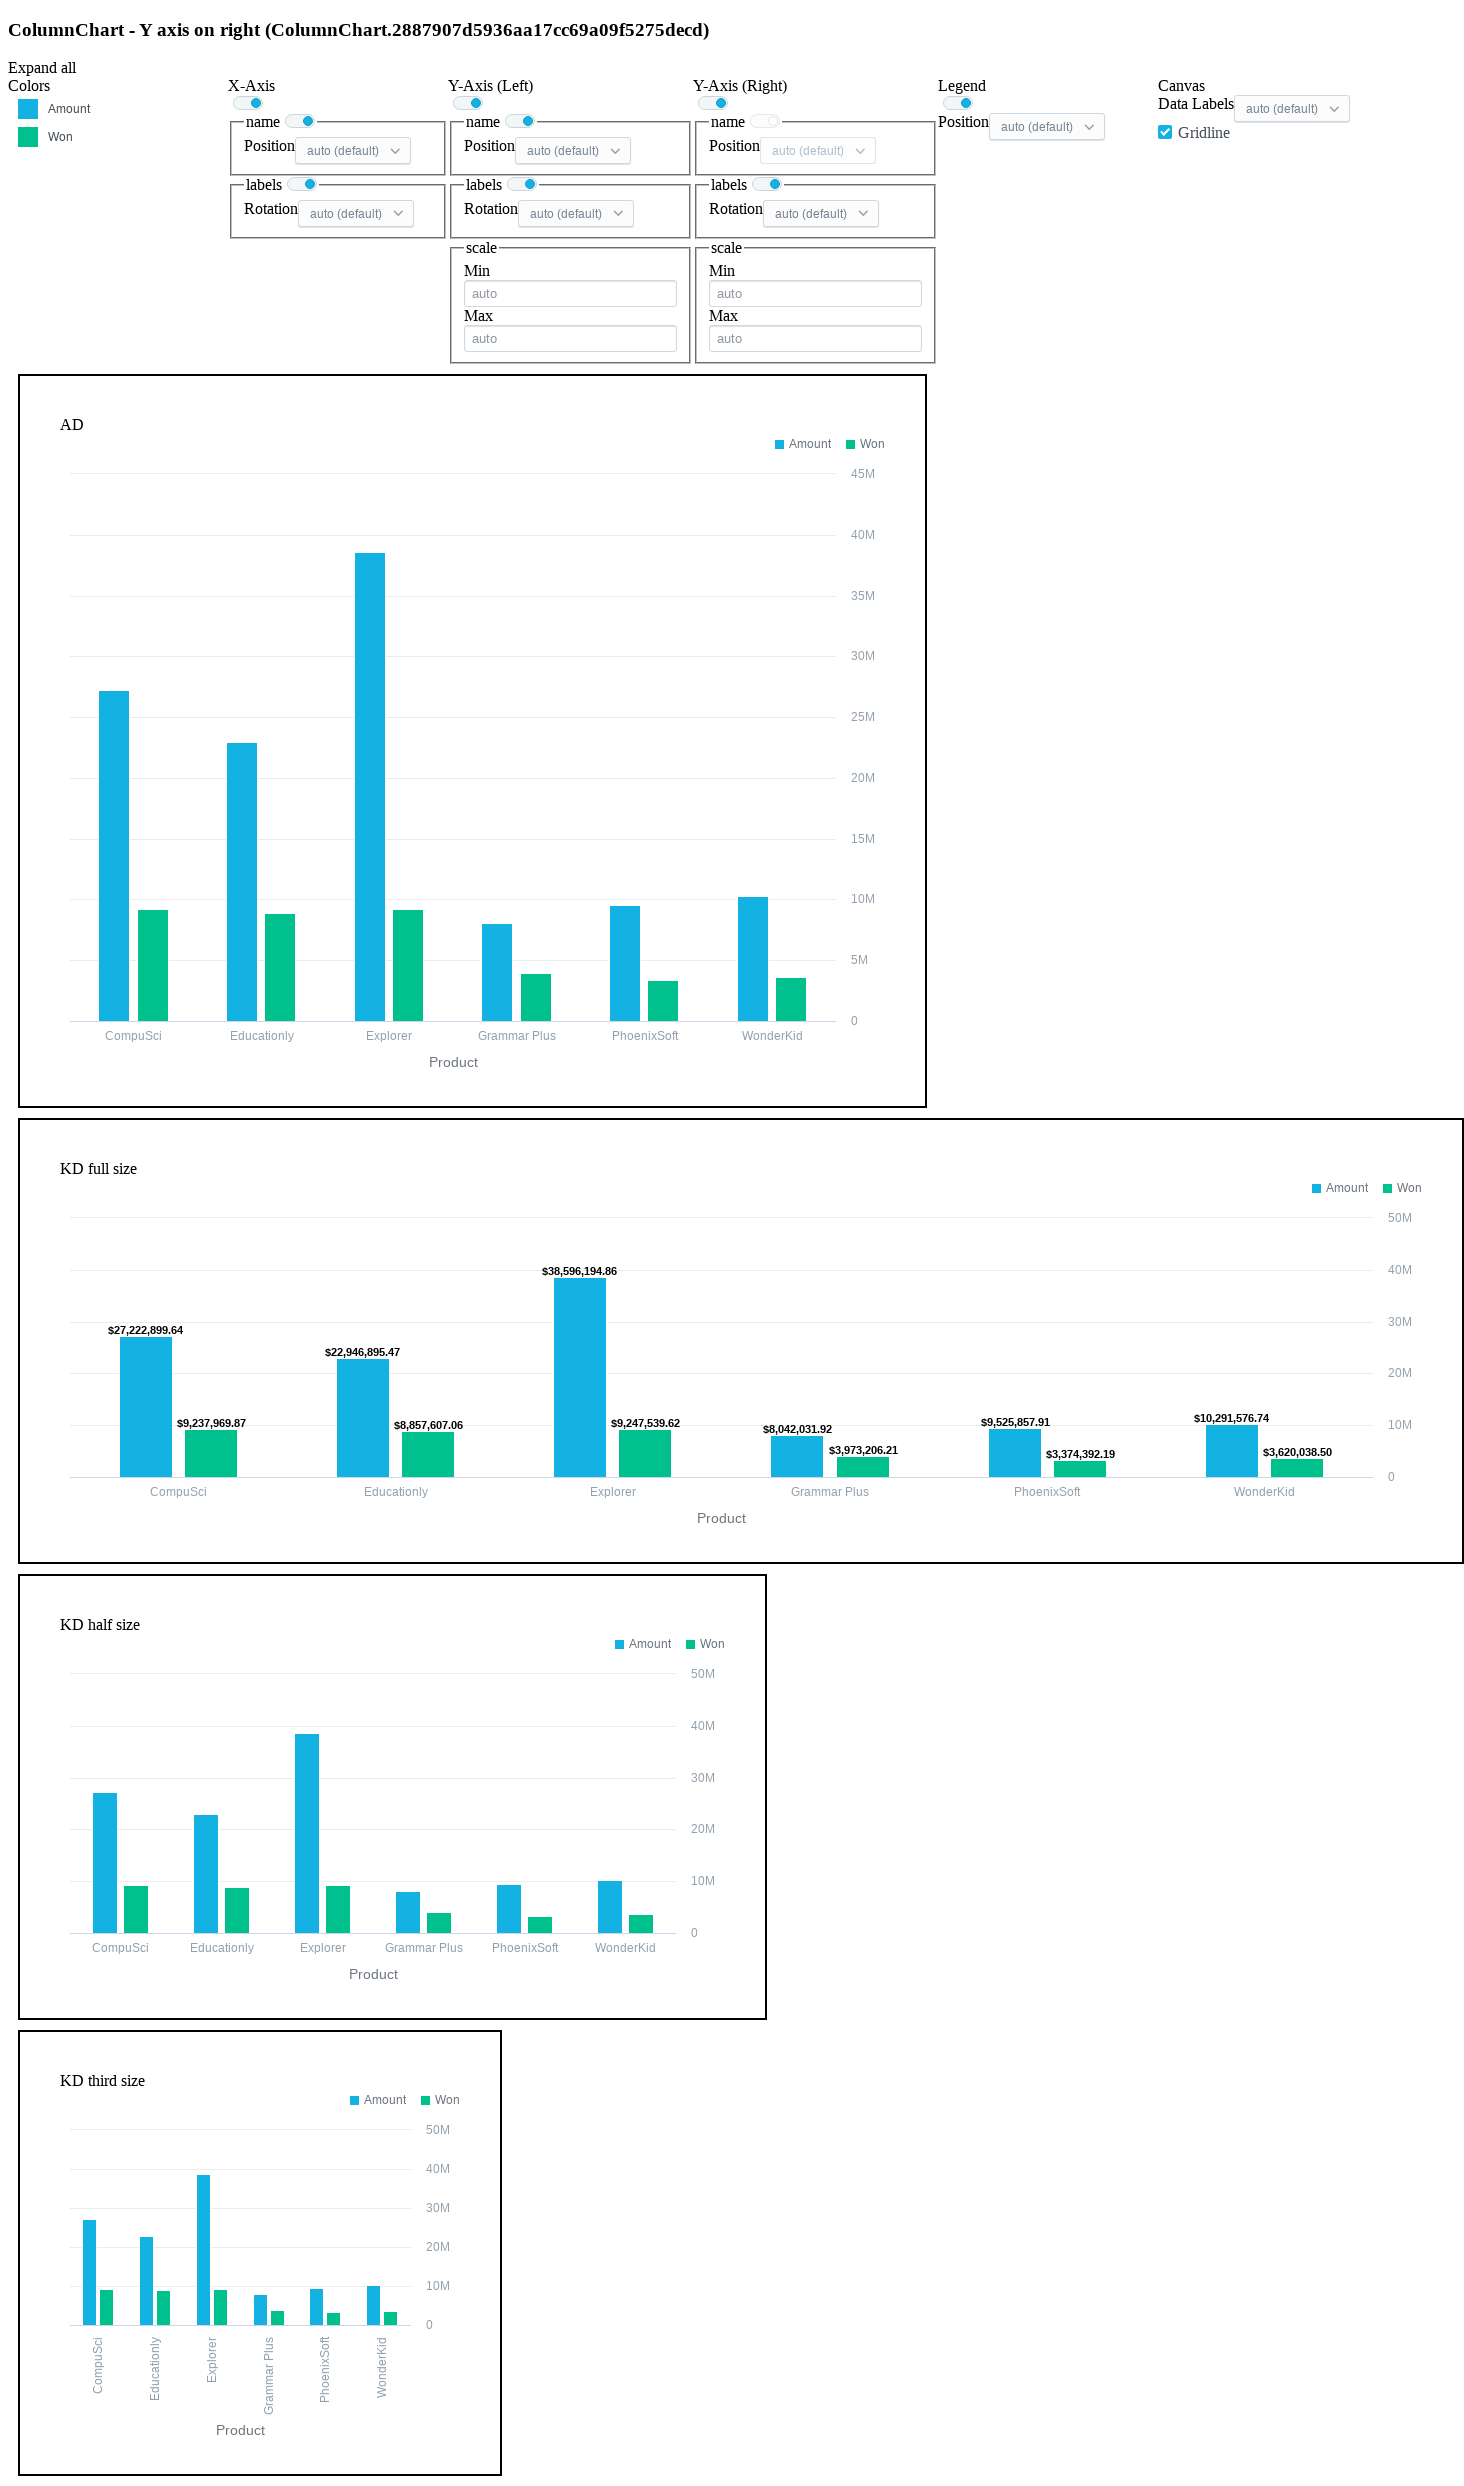 ColumnChart - Y axis on right (ColumnChart.2887907d5936aa17cc69a09f5275decd)
Expand all
Colors
Amount
Won
X-Axis
name
Position auto (default)
labels
Rotation auto (default)
Y-Axis (Left)
name
Position auto (default)
labels
Rotation auto (default)
scale
Min
auto
Max
auto
Y-Axis (Right)
name
Position auto (default)
labels
Rotation auto (default)
scale
Min
auto
Max
auto
Legend
Position auto (default)
Canvas
Data Labels auto (default)
Gridline
AD
Amount Won
45M
40M
35M
30M
25M
20M
15M
10M
5M
0
CompuSci Educationly Explorer Grammar Plus PhoenixSoft WonderKid
Product
KD full size
Amount Won
50M
40M
30M
20M
10M
0
$27,222,899.64
$9,237,969.87
$22,946,895.47
$8,857,607.06
$38,596,194.86
$9,247,539.62
$8,042,031.92
$3,973,206.21
$9,525,857.91
$3,374,392.19
$10,291,576.74
$3,620,038.50
CompuSci Educationly Explorer Grammar Plus PhoenixSoft WonderKid
Product
KD half size
Amount Won
50M
40M
30M
20M
10M
0
CompuSci Educationly Explorer Grammar Plus PhoenixSoft WonderKid
Product
KD third size
Amount Won
50M
40M
30M
20M
10M
0
CompuSci
Educationly
Explorer
Grammar Plus
PhoenixSoft
WonderKid
Product